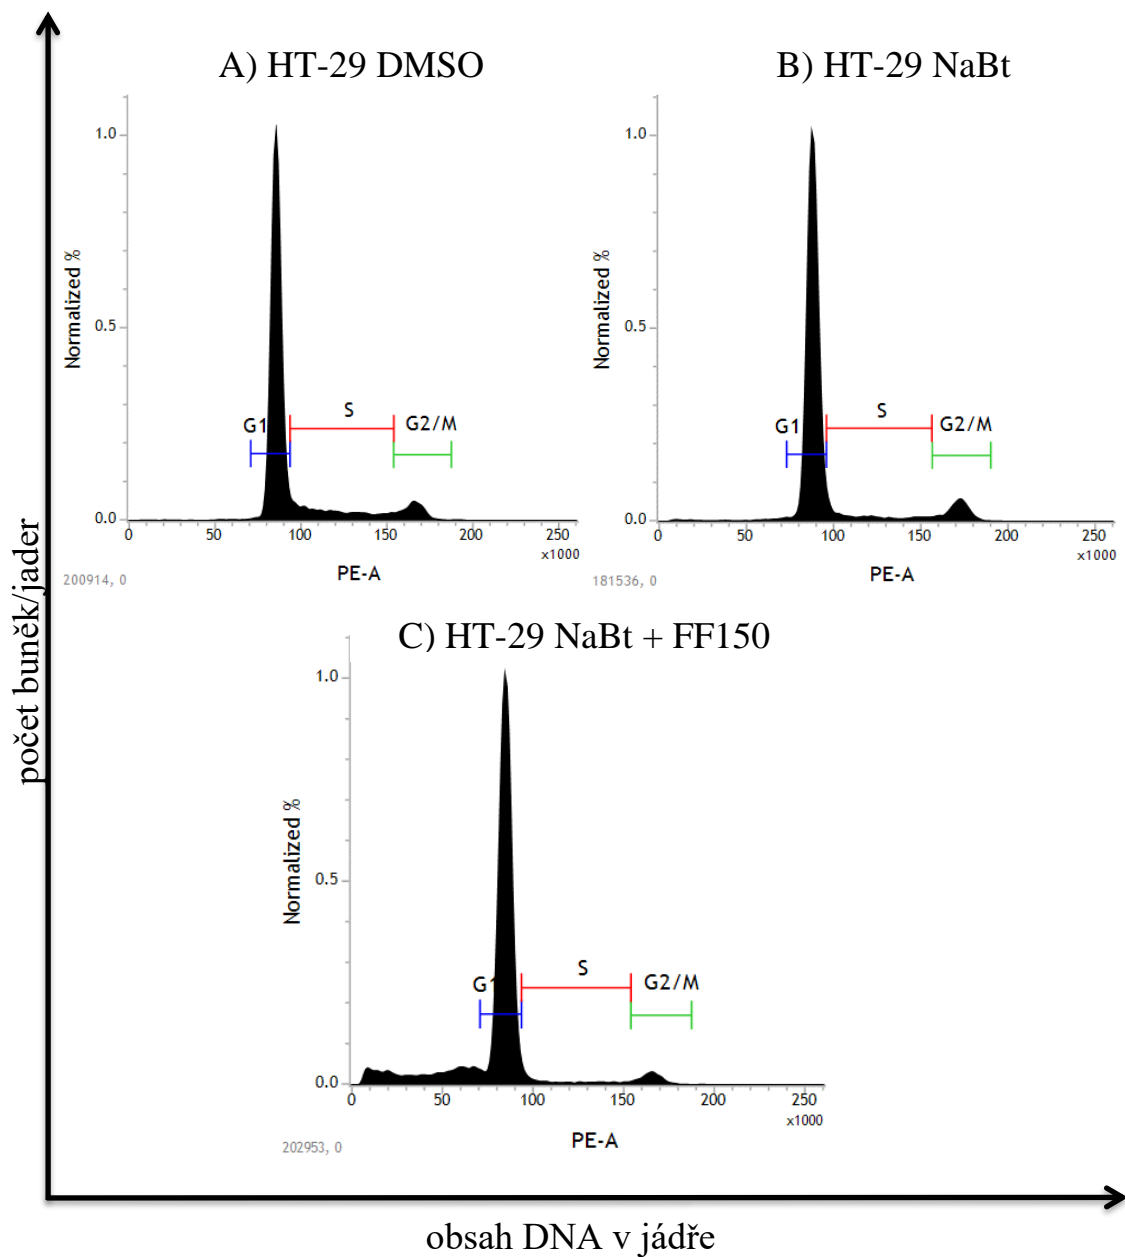 A) HT-29 DMSO
1.0
0.5
0.0
Normalized %
G1
S
G2/M
0 50 100 150 200 250
x1000
PE-A
200914, 0
B) HT-29 NaBt
1.0
0.5
0.0
Normalized %
G1
S
G2/M
0 50 100 150 200 250
x1000
PE-A
181536, 0
C) HT-29 NaBt + FF150
1.0
0.5
0.0
Normalized %
G1
S
G2/M
0 50 100 150 200 250
x1000
PE-A
202953, 0
počet buněk/jader
obsah DNA v jádře